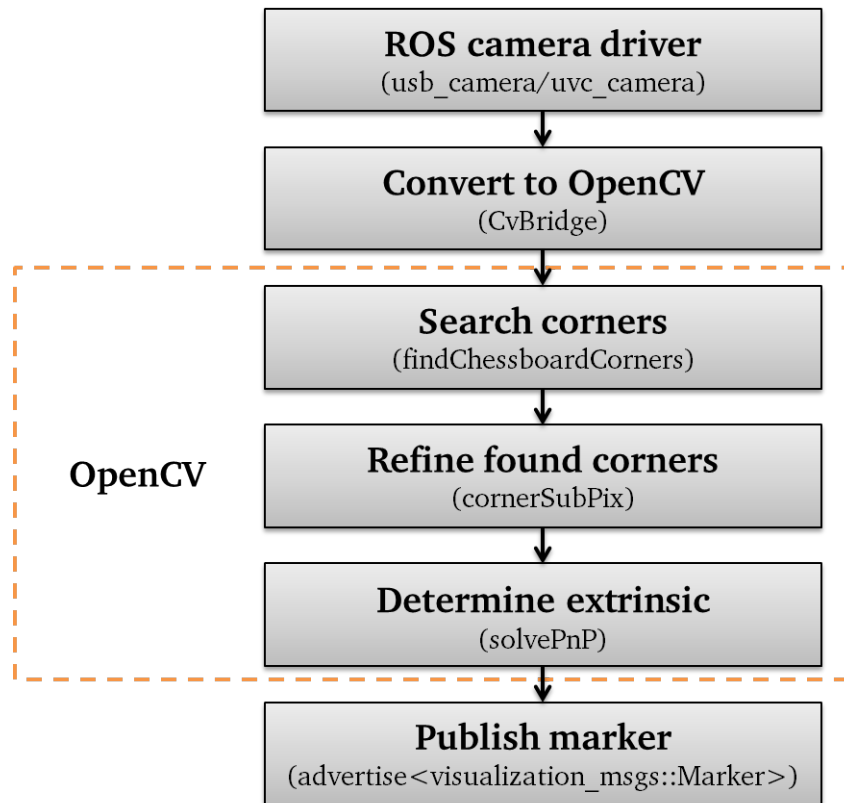 ROS camera driver
(usb_camera/uvc_camera)
Convert to OpenCV
(CvBridge)
Search corners
(findChessboardCorners)
OpenCV
Refine found corners
(cornerSubPix)
Determine extrinsic
(solvePnP)
Publish marker
(advertise<visualization_msgs::Marker>)